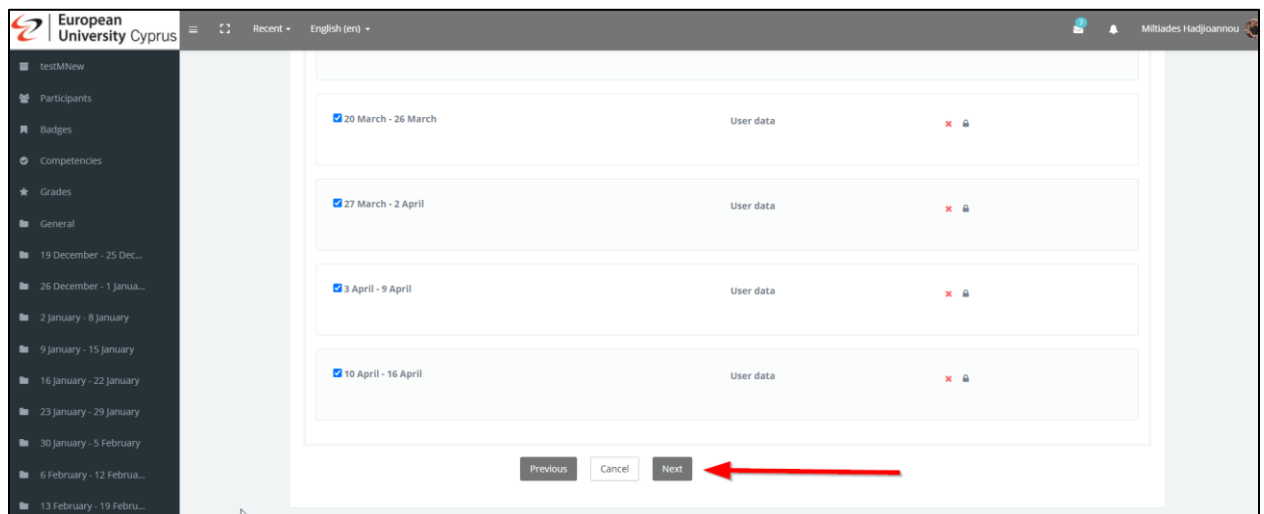 European
University Cyprus
Recent
English (en)
7
Miltiades Hadjioannou
testMNew
Participants
Badges
Competencies
Grades
General
19 December - 25 Dec...
26 December - 1 Janua...
2 January - 8 January
9 January - 15 January
16 January - 22 January
23 January - 29 January
30 January - 5 February
6 February - 12 Februa...
13 February - 19 Febru...
20 March - 26 March User data
27 March - 2 April User data
3 April - 9 April User data
10 April - 16 April User data
Previous Cancel Next